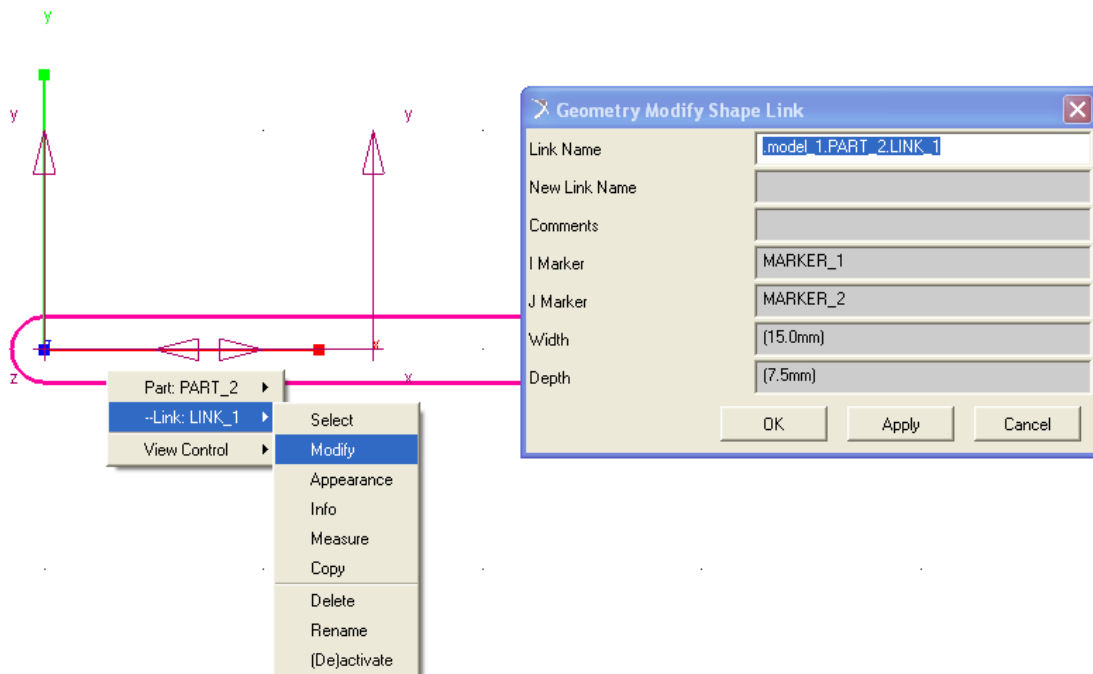 y
y
y
z
x
x
z
x
Part: PART_2
--Link: LINK_1
View Control
Select
Modify
Appearance
Info
Measure
Copy
Delete
Rename
(De)activate
Geometry Modify Shape Link
Link Name .model_1.PART_2.LINK_1
New Link Name
Comments
I Marker MARKER_1
J Marker MARKER_2
Width (15.0mm)
Depth (7.5mm)
OK Apply Cancel